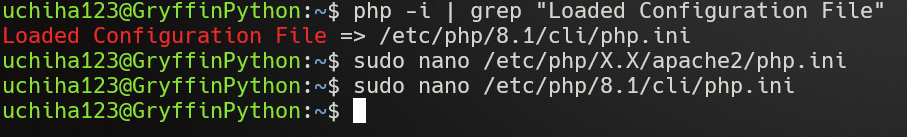 uchiha123@GryffinPython:~$ php -i | grep "Loaded Configuration File"
Loaded Configuration File => /etc/php/8.1/cli/php.ini
uchiha123@GryffinPython:~$ sudo nano /etc/php/X.X/apache2/php.ini
uchiha123@GryffinPython:~$ sudo nano /etc/php/8.1/cli/php.ini
uchiha123@GryffinPython:~$